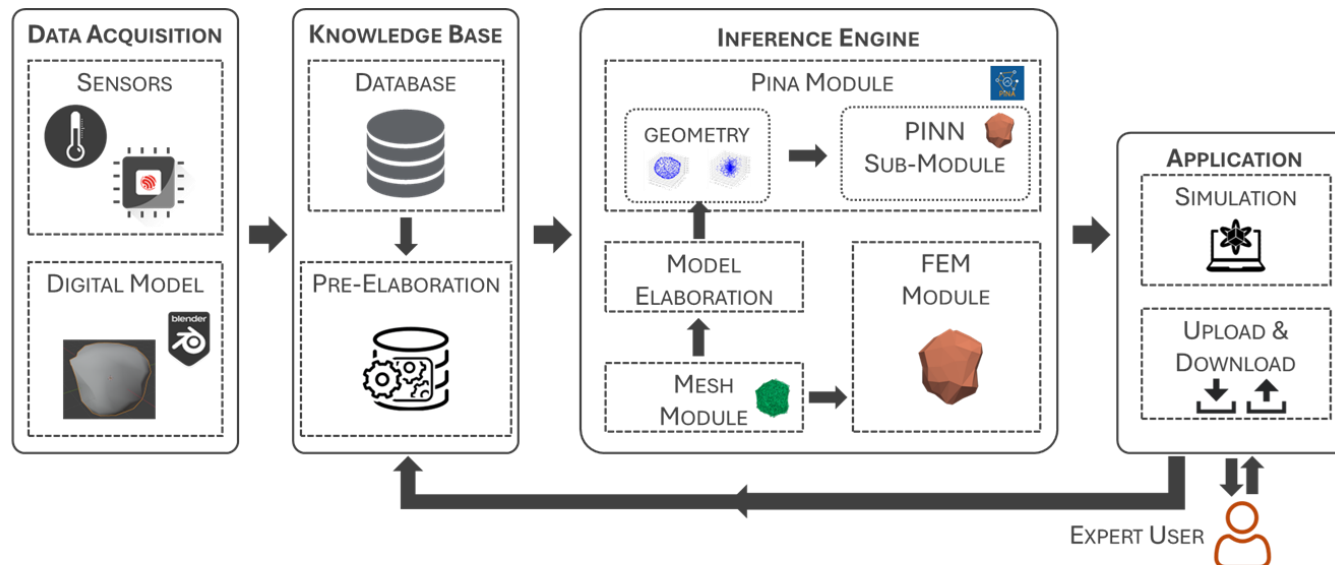 DATA ACQUISITION
SENSORS
DIGITAL MODEL
blender
KNOWLEDGE BASE
DATABASE
PRE-ELABORATION
INFERENCE ENGINE
PINA MODULE
PINA
GEOMETRY
PINN
SUB-MODULE
MODEL
ELABORATION
FEM
MODULE
MESH
MODULE
APPLICATION
SIMULATION
UPLOAD &
DOWNLOAD
EXPERT USER